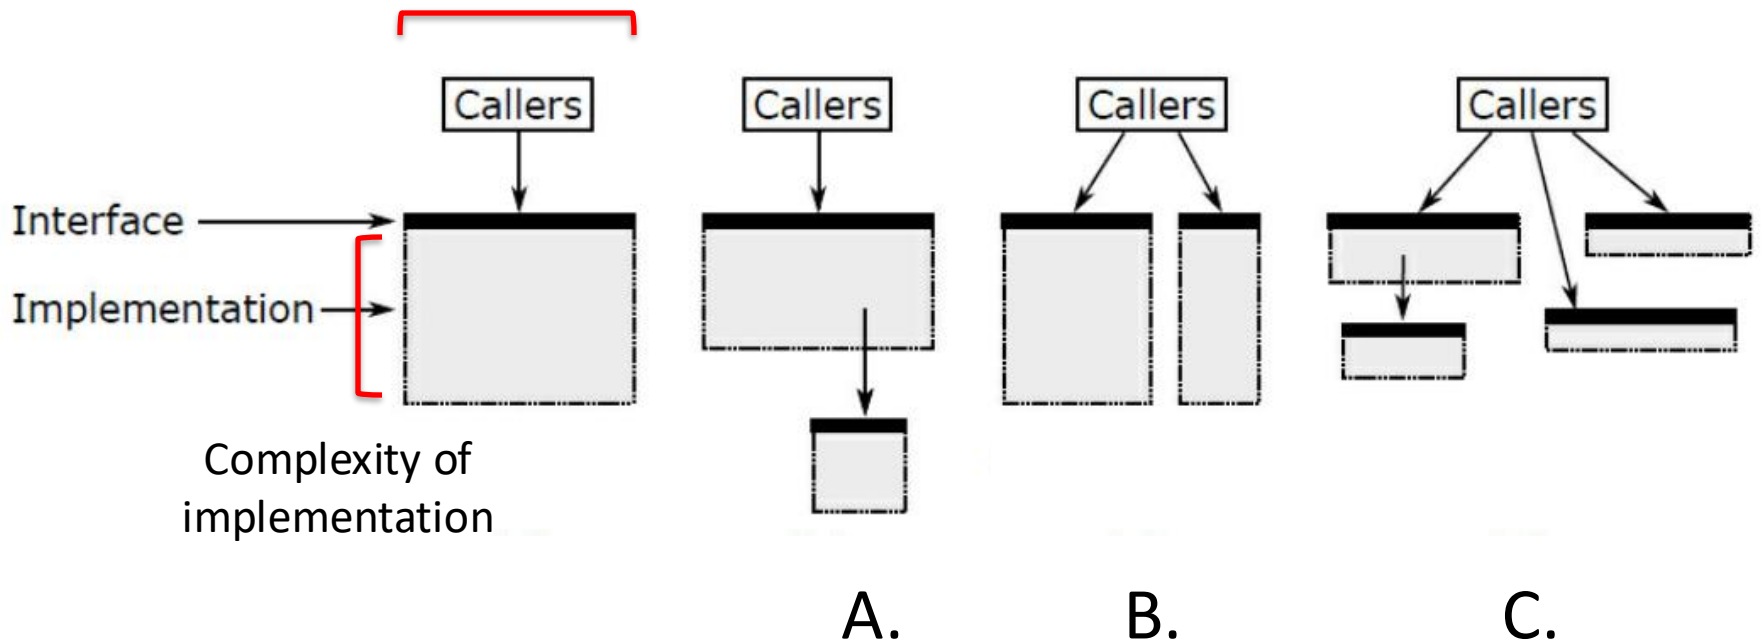 Callers
Callers
Callers
Callers
Interface
Implementation
Complexity of
implementation
A.
B.
C.